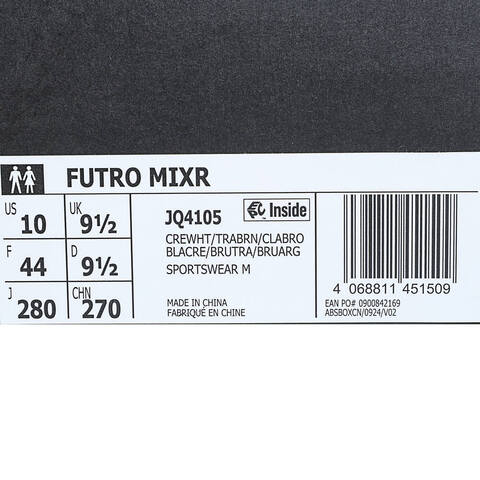 FUTRO MIXR
US 10 UK 9½
F 44 D 9½
J 280 CHN 270
JQ4105 Inside
CREWHT/TRABRN/CLABRO
BLACRE/BRUTRA/BRUARG
SPORTSWEAR M
MADE IN CHINA
FABRIQUÉ EN CHINE
4 068811 451509
EAN PO# 0900842169
ABSBOXCN/0924/V02